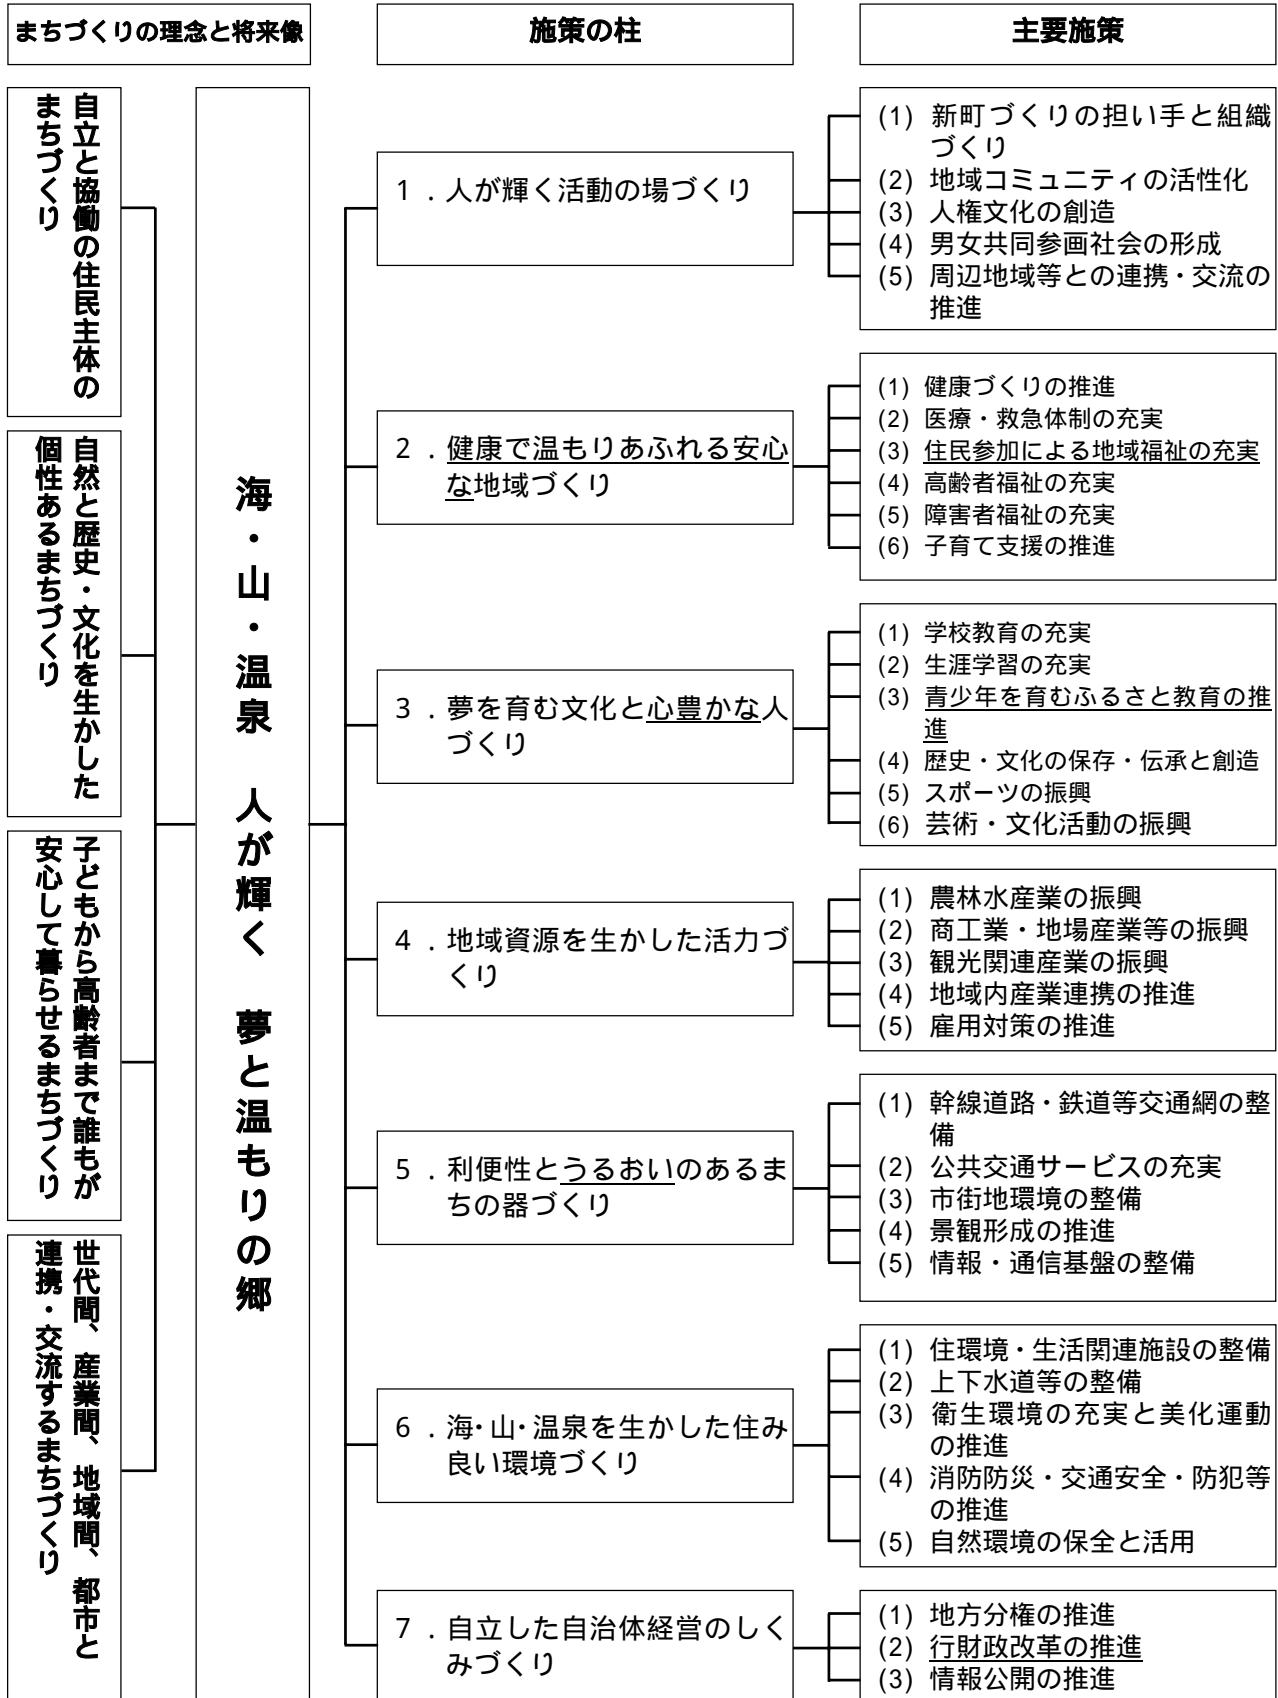 まちづくりの理念と将来像
施策の柱
主要施策
自立と協働の住民主体の
まちづくり
自然と歴史・文化を生かした
個性あるまちづくり
子どもから高齢者まで誰もが
安心して暮らせるまちづくり
世代間、産業間、地域間、都市と
連携・交流するまちづくり
海・山・温泉　人が輝く　夢と温もりの郷
１．人が輝く活動の場づくり
(1) 新町づくりの担い手と組織
づくり
(2) 地域コミュニティの活性化
(3) 人権文化の創造
(4) 男女共同参画社会の形成
(5) 周辺地域等との連携・交流の
推進
２．健康で温もりあふれる安心
な地域づくり
(1) 健康づくりの推進
(2) 医療・救急体制の充実
(3) 住民参加による地域福祉の充実
(4) 高齢者福祉の充実
(5) 障害者福祉の充実
(6) 子育て支援の推進
３．夢を育む文化と心豊かな人
づくり
(1) 学校教育の充実
(2) 生涯学習の充実
(3) 青少年を育むふるさと教育の推
進
(4) 歴史・文化の保存・伝承と創造
(5) スポーツの振興
(6) 芸術・文化活動の振興
４．地域資源を生かした活力づ
くり
(1) 農林水産業の振興
(2) 商工業・地場産業等の振興
(3) 観光関連産業の振興
(4) 地域内産業連携の推進
(5) 雇用対策の推進
５．利便性とうるおいのあるま
ちの器づくり
(1) 幹線道路・鉄道等交通網の整
備
(2) 公共交通サービスの充実
(3) 市街地環境の整備
(4) 景観形成の推進
(5) 情報・通信基盤の整備
６．海・山・温泉を生かした住み
良い環境づくり
(1) 住環境・生活関連施設の整備
(2) 上下水道等の整備
(3) 衛生環境の充実と美化運動
の推進
(4) 消防防災・交通安全・防犯等
の推進
(5) 自然環境の保全と活用
７．自立した自治体経営のしく
みづくり
(1) 地方分権の推進
(2) 行財政改革の推進
(3) 情報公開の推進